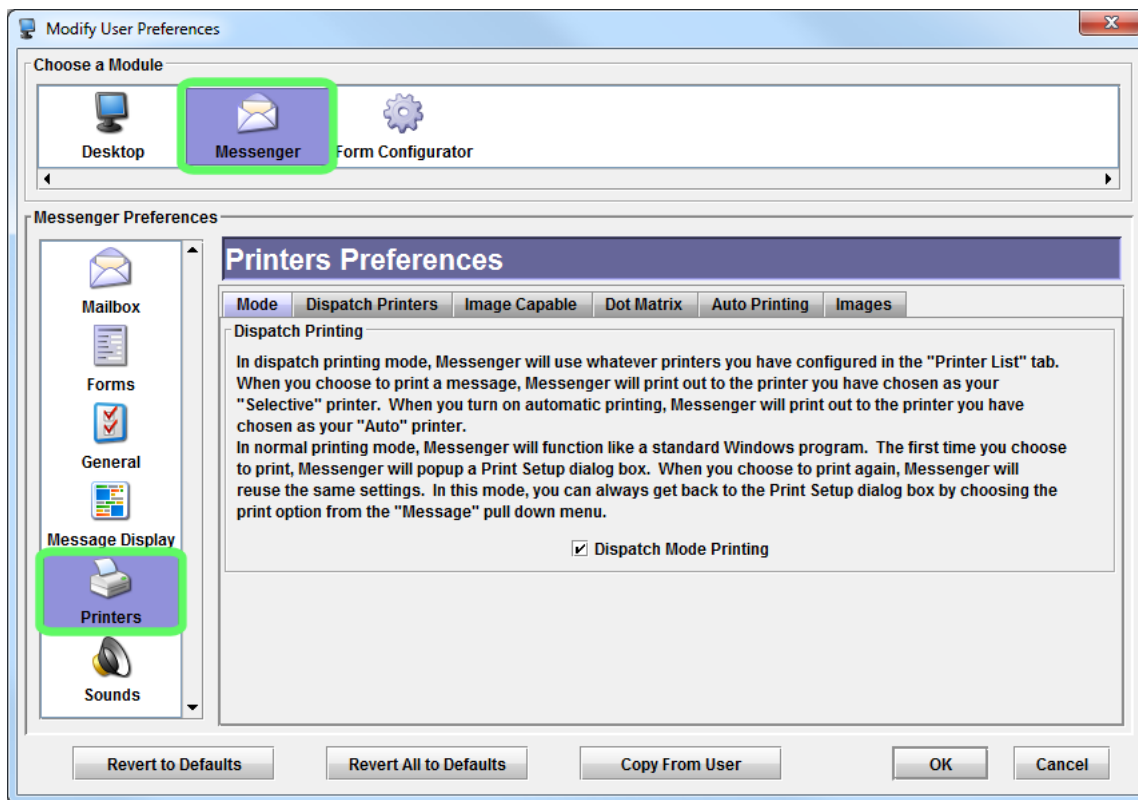 Modify User Preferences
Choose a Module
Desktop
Messenger
Form Configurator
Messenger Preferences
Mailbox
Forms
General
Message Display
Printers
Sounds
Printers Preferences
Mode
Dispatch Printers
Image Capable
Dot Matrix
Auto Printing
Images
Dispatch Printing
In dispatch printing mode, Messenger will use whatever printers you have configured in the "Printer List" tab.
When you choose to print a message, Messenger will print out to the printer you have chosen as your
"Selective" printer.  When you turn on automatic printing, Messenger will print out to the printer you have
chosen as your "Auto" printer.
In normal printing mode, Messenger will function like a standard Windows program.  The first time you choose
to print, Messenger will popup a Print Setup dialog box.  When you choose to print again, Messenger will
reuse the same settings.  In this mode, you can always get back to the Print Setup dialog box by choosing the
print option from the "Message" pull down menu.
Dispatch Mode Printing
Revert to Defaults
Revert All to Defaults
Copy From User
OK
Cancel